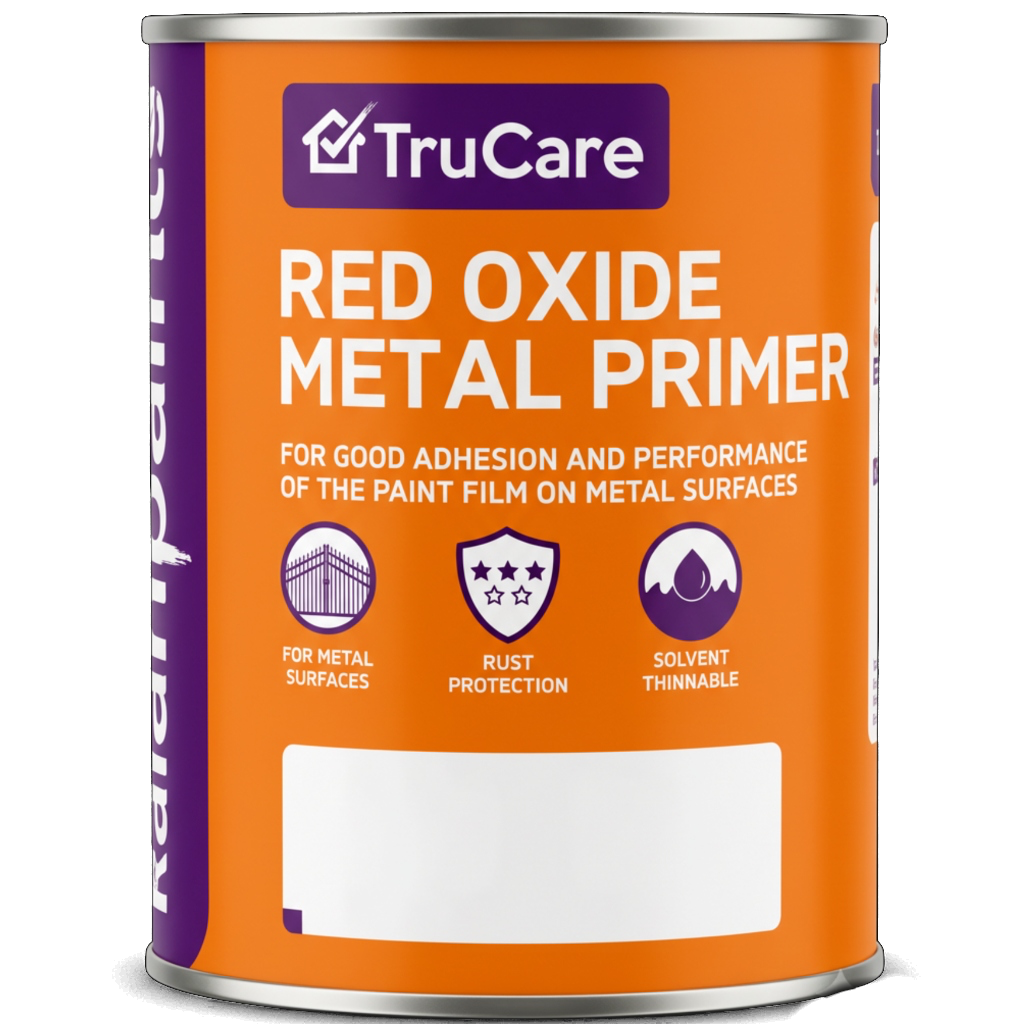 TruCare
RED OXIDE
METAL PRIMER
FOR GOOD ADHESION AND PERFORMANCE
OF THE PAINT FILM ON METAL SURFACES
FOR METAL
SURFACES
RUST
PROTECTION
SOLVENT
THINNABLE